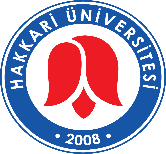 HAKKARİ ÜNİVERSİTESİ
• 2008 •